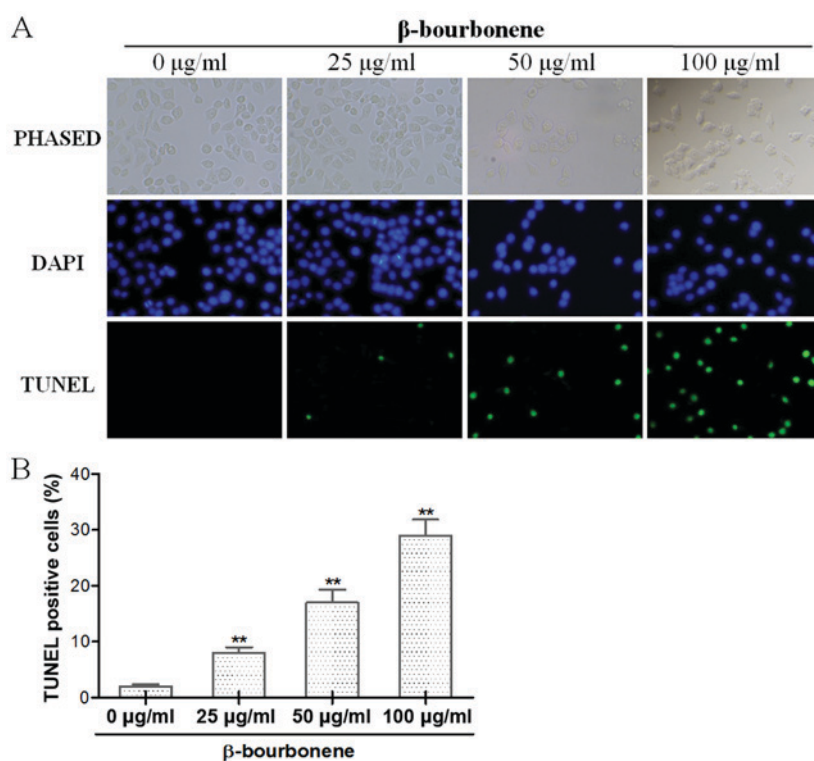 A
β-bourbonene
0 μg/ml 25 μg/ml 50 μg/ml 100 μg/ml
PHASED
DAPI
TUNEL
B
TUNEL positive cells (%)
40
30
20
10
0
**
**
**
0 μg/ml 25 μg/ml 50 μg/ml 100 μg/ml
β-bourbonene